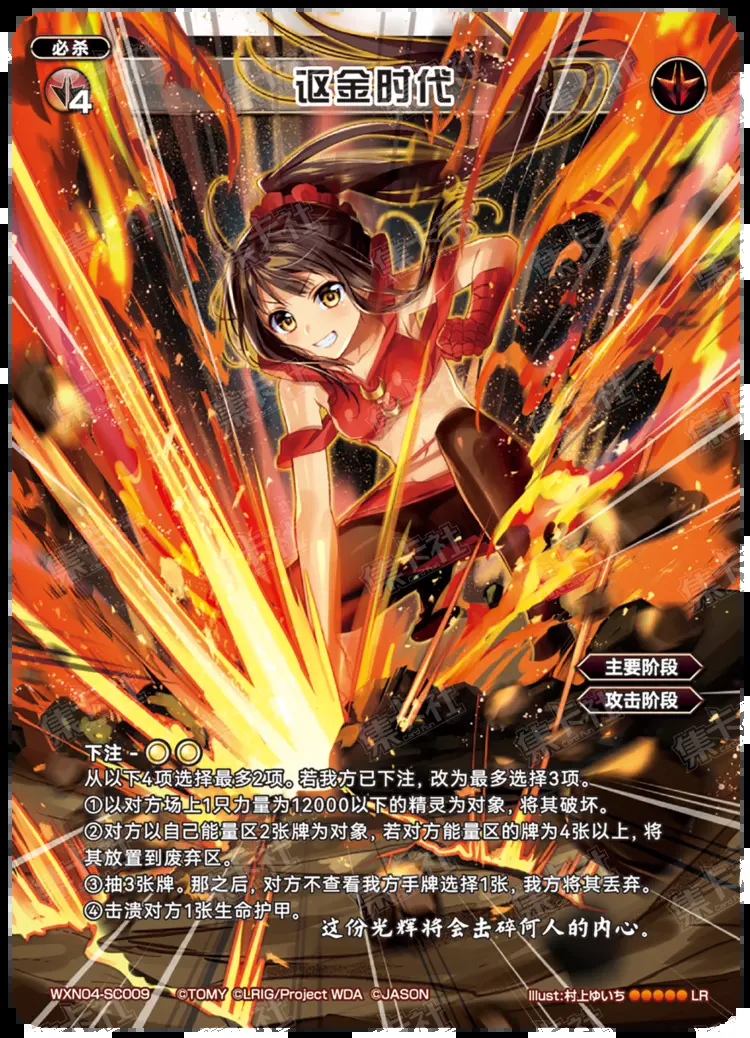 必杀
讴金时代
4
主要阶段
攻击阶段
下注 -
从以下4项选择最多2项。若我方已下注，改为最多选择3项。
①以对方场上1只力量为12000以下的精灵为对象，将其破坏。
②对方以自己能量区2张牌为对象，若对方能量区的牌为4张以上，将
其放置到废弃区。
③抽3张牌。那之后，对方不查看我方手牌选择1张，我方将其丢弃。
④击溃对方1张生命护甲。
这份光辉将会击碎何人的内心。
WXN04-SC009 ©TOMY ©LRIG/Project WDA ©JASON
Illust:村上ゆいち LR
集卡社